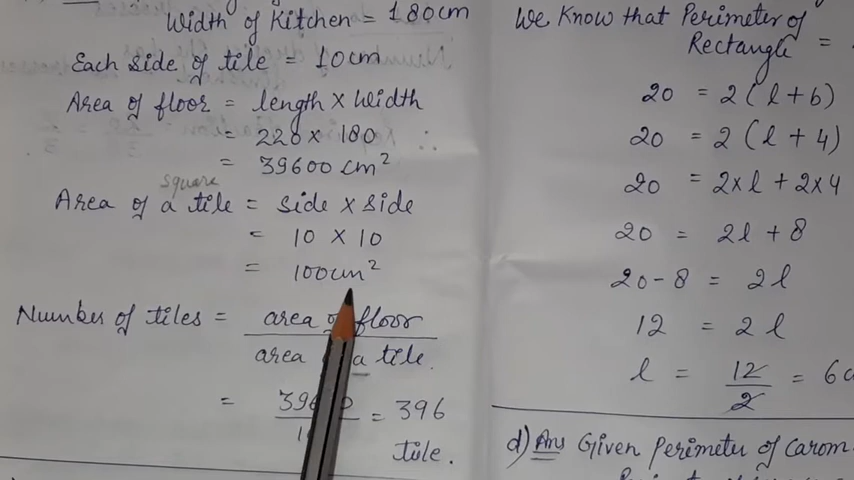 Width of Kitchen = 180cm
Each side of tile = 10cm
Area of floor = length x width
= 220 x 180
= 39600 cm²
square
Area of a tile = side x side
= 10 x 10
= 100cm²
Number of tiles = area of floor
area a tile.
= 396 = 396
tile.
We Know that Perimeter of
Rectangle =
20 = 2(l+b)
20 = 2(l+4)
20 = 2xl+2x4
20 = 2l+8
20-8 = 2l
12 = 2l
l = 12/2 = 6c
d) Ans Given Perimeter of Carom